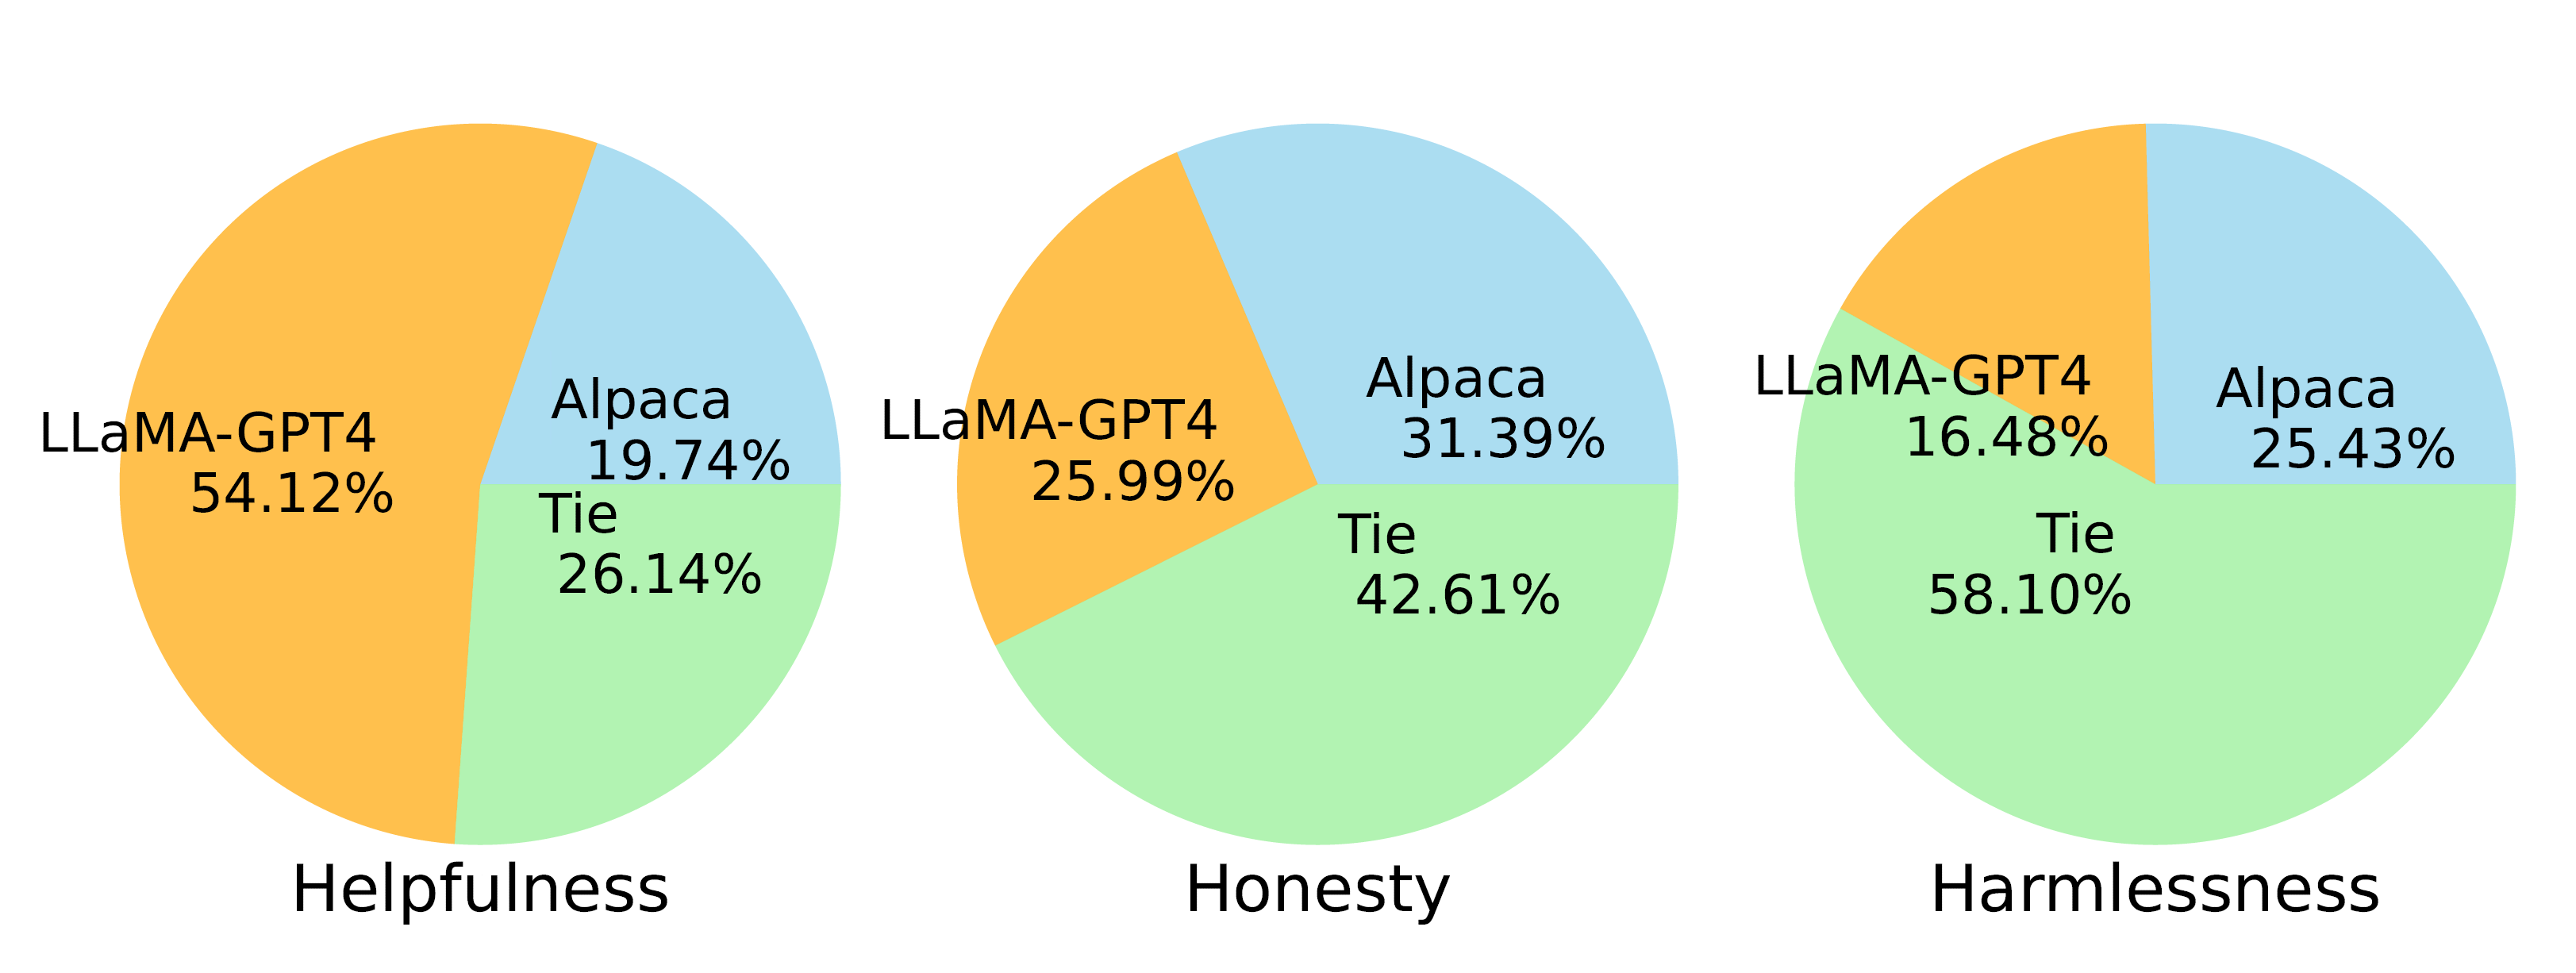 LLaMA-GPT4
54.12%
Alpaca
19.74%
Tie
26.14%
Helpfulness
LLaMA-GPT4
25.99%
Alpaca
31.39%
Tie
42.61%
Honesty
LLaMA-GPT4
16.48%
Alpaca
25.43%
Tie
58.10%
Harmlessness